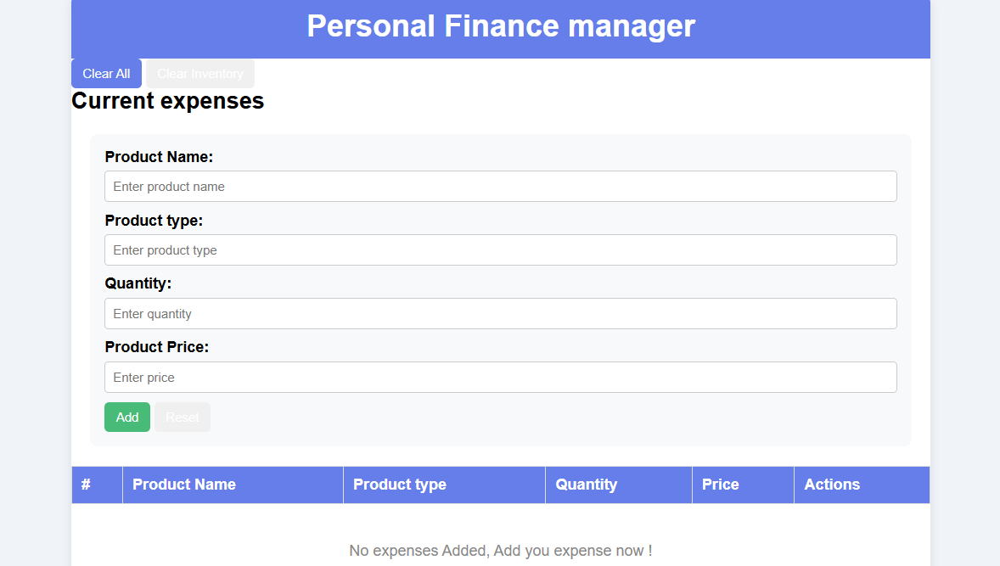 Personal Finance manager
Clear All Clear Inventory
Current expenses
Product Name:
Enter product name
Product type:
Enter product type
Quantity:
Enter quantity
Product Price:
Enter price
Add Reset
# Product Name Product type Quantity Price Actions
No expenses Added, Add you expense now !